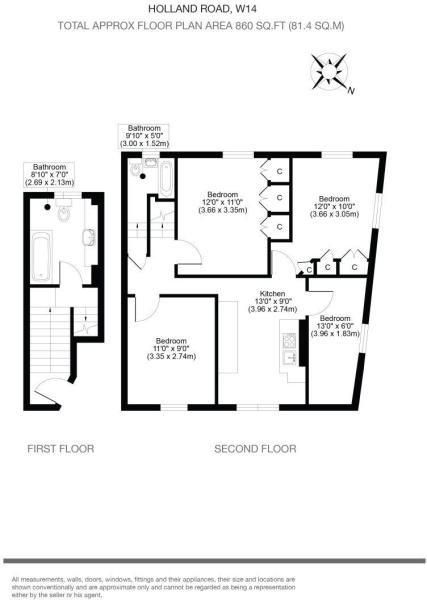 HOLLAND ROAD, W14
TOTAL APPROX FLOOR PLAN AREA 860 SQ.FT (81.4 SQ.M)
N
Bathroom
9'10" x 5'0"
(3.00 x 1.52m)
Bathroom
8'10" x 7'0"
(2.69 x 2.13m)
C
C
C
Bedroom
12'0" x 11'0"
(3.66 x 3.35m)
Bedroom
12'0" x 10'0"
(3.66 x 3.05m)
C
C
C
Kitchen
13'0" x 9'0"
(3.96 x 2.74m)
Bedroom
13'0" x 6'0"
(3.96 x 1.83m)
Bedroom
11'0" x 9'0"
(3.35 x 2.74m)
FIRST FLOOR
SECOND FLOOR
All measurements, walls, doors, windows, fittings and their appliances, their size and locations are
shown conventionally and are approximate only and cannot be regarded as being a representation
either by the seller or his agent.